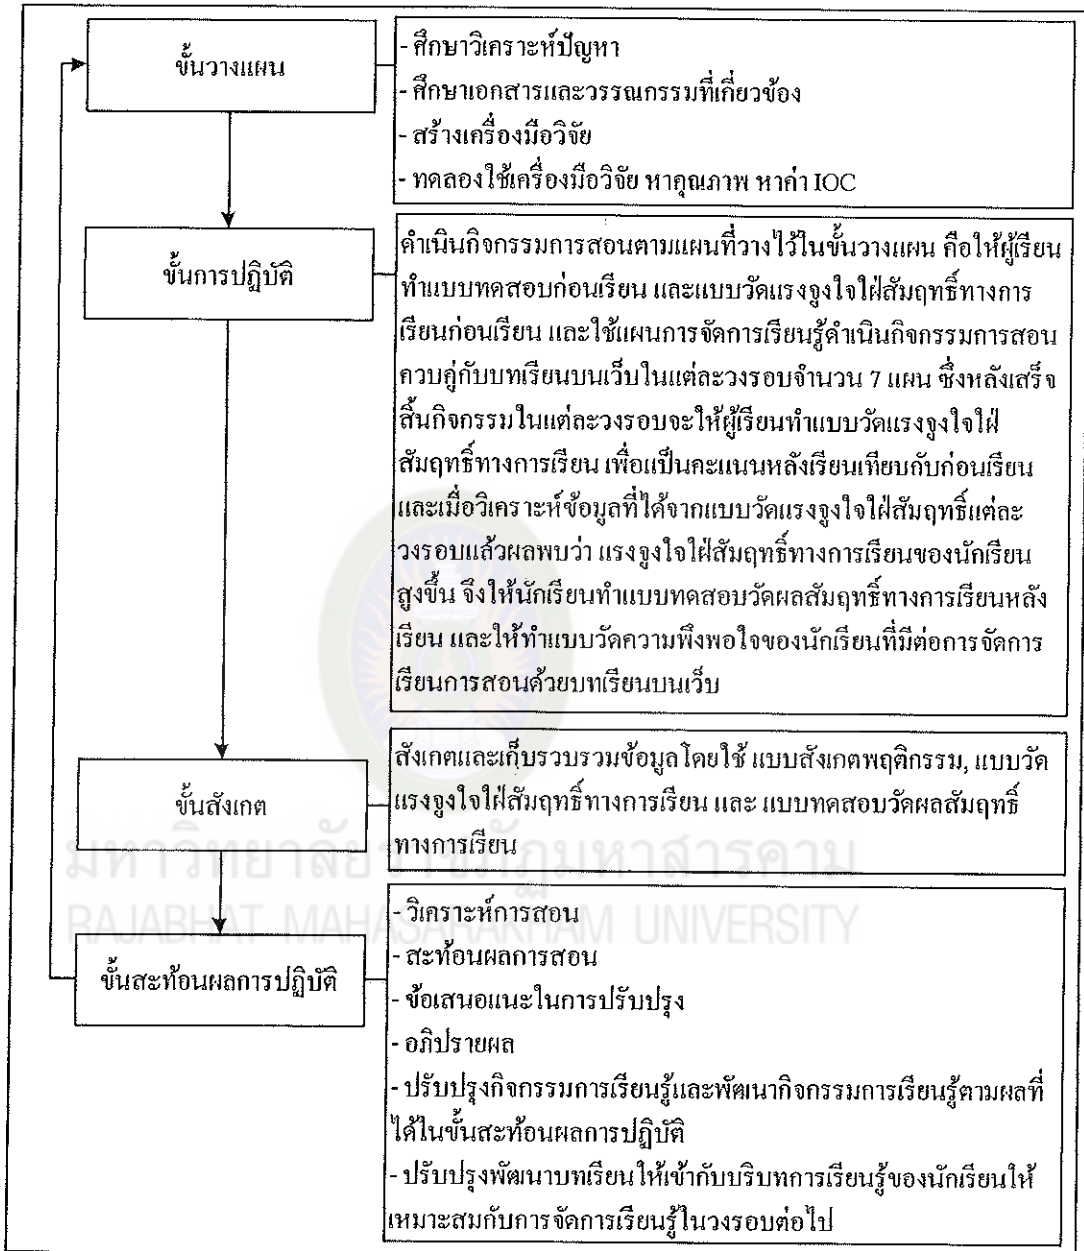 ขั้นวางแผน
- ศึกษาวิเคราะห์ปัญหา
- ศึกษาเอกสารและวรรณกรรมที่เกี่ยวข้อง
- สร้างเครื่องมือวิจัย
- ทดลองใช้เครื่องมือวิจัย หาคุณภาพ หาค่า IOC
ขั้นการปฏิบัติ
ดำเนินกิจกรรมการสอนตามแผนที่วางไว้ในขั้นวางแผน คือให้ผู้เรียน
ทำแบบทดสอบก่อนเรียน และแบบวัดแรงจูงใจใฝ่สัมฤทธิ์ทางการ
เรียนก่อนเรียน และใช้แผนการจัดการเรียนรู้ดำเนินกิจกรรมการสอน
ควบคู่กับบทเรียนบนเว็บในแต่ละวงรอบจำนวน 7 แผน ซึ่งหลังเสร็จ
สิ้นกิจกรรมในแต่ละวงรอบจะให้ผู้เรียนทำแบบวัดแรงจูงใจใฝ่
สัมฤทธิ์ทางการเรียน เพื่อเป็นคะแนนหลังเรียนเทียบกับก่อนเรียน
และเมื่อวิเคราะห์ข้อมูลที่ได้จากแบบวัดแรงจูงใจใฝ่สัมฤทธิ์แต่ละ
วงรอบแล้วผลพบว่า แรงจูงใจใฝ่สัมฤทธิ์ทางการเรียนของนักเรียน
สูงขึ้น จึงให้นักเรียนทำแบบทดสอบวัดผลสัมฤทธิ์ทางการเรียนหลัง
เรียน และให้ทำแบบวัดความพึงพอใจของนักเรียนที่มีต่อการจัดการ
เรียนการสอนด้วยบทเรียนบนเว็บ
ขั้นสังเกต
สังเกตและเก็บรวบรวมข้อมูลโดยใช้ แบบสังเกตพฤติกรรม, แบบวัด
แรงจูงใจใฝ่สัมฤทธิ์ทางการเรียน และ แบบทดสอบวัดผลสัมฤทธิ์
ทางการเรียน
มหาวิทยาลัยราชภัฏมหาสารคาม
RAJABHAT MAHASARAKHAM UNIVERSITY
ขั้นสะท้อนผลการปฏิบัติ
- วิเคราะห์การสอน
- สะท้อนผลการสอน
- ข้อเสนอแนะในการปรับปรุง
- อภิปรายผล
- ปรับปรุงกิจกรรมการเรียนรู้และพัฒนากิจกรรมการเรียนรู้ตามผลที่
ได้ในขั้นสะท้อนผลการปฏิบัติ
- ปรับปรุงพัฒนาบทเรียนให้เข้ากับบริบทการเรียนรู้ของนักเรียนให้
เหมาะสมกับการจัดการเรียนรู้ในวงรอบต่อไป